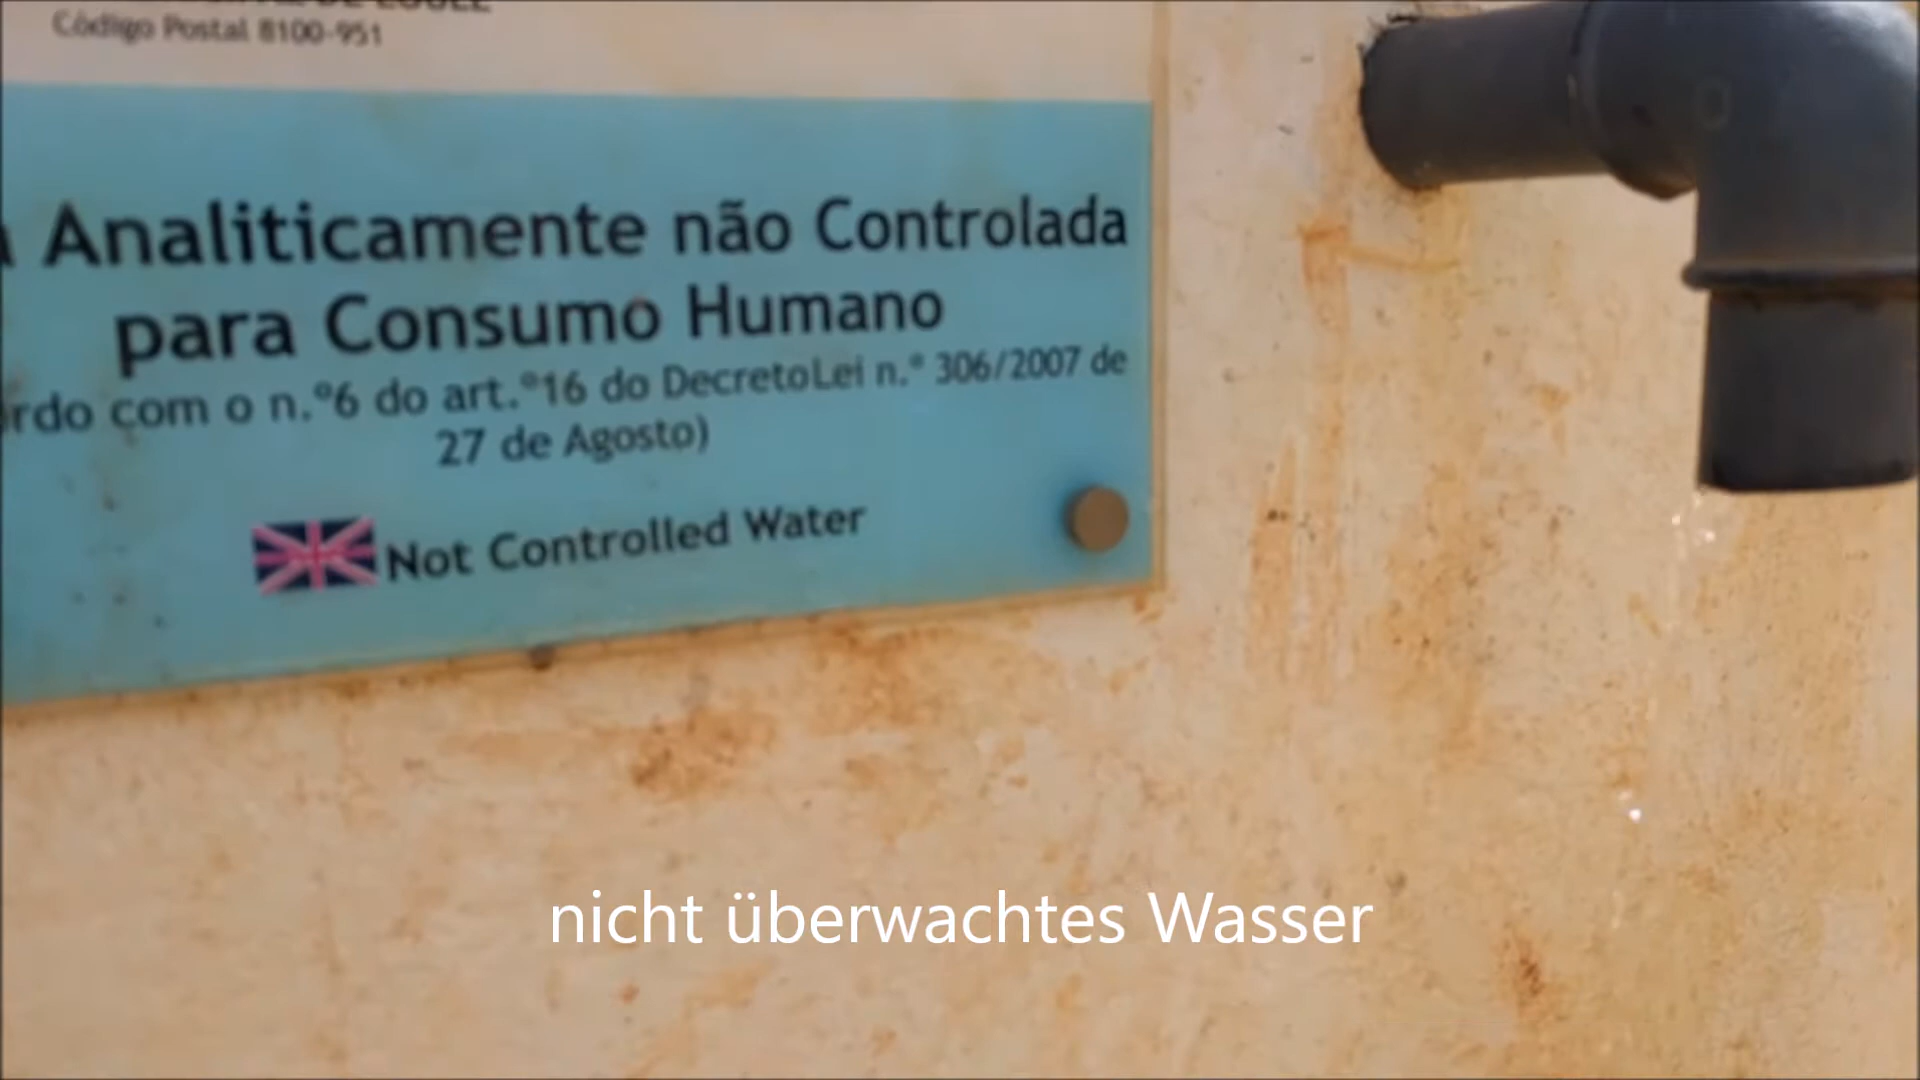 Código Postal 8100-951
Analiticamente não Controlada
para Consumo Humano
com o n.º6 do art.º16 do DecretoLei n.º 306/2007 de
27 de Agosto)
Not Controlled Water
nicht überwachtes Wasser